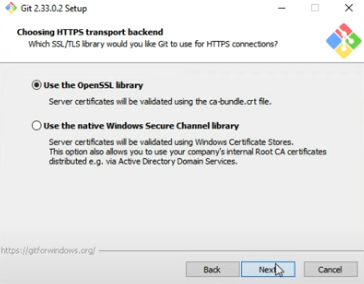 Git 2.33.0.2 Setup
Choosing HTTPS transport backend
Which SSL/TLS library would you like Git to use for HTTPS connections?
Use the OpenSSL library
Server certificates will be validated using the ca-bundle.crt file.
Use the native Windows Secure Channel library
Server certificates will be validated using Windows Certificate Stores.
This option also allows you to use your company's internal Root CA certificates
distributed e.g. via Active Directory Domain Services.
https://gitforwindows.org/
Back
Next
Cancel